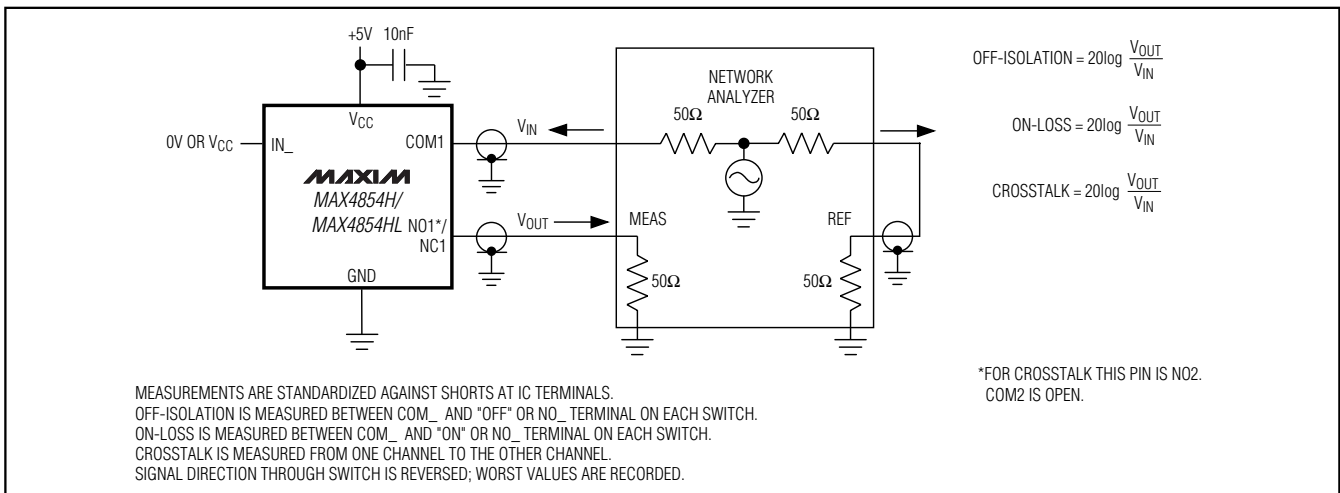 +5V 10nF
VCC
0V OR VCC
IN_
COM1
MAXIM
MAX4854H/
MAX4854HL
NO1*/
NC1
GND
VIN
VOUT
NETWORK
ANALYZER
50Ω
50Ω
MEAS
REF
50Ω
50Ω
OFF-ISOLATION = 20log VOUT
VIN
ON-LOSS = 20log VOUT
VIN
CROSSTALK = 20log VOUT
VIN
*FOR CROSSTALK THIS PIN IS NO2.
COM2 IS OPEN.
MEASUREMENTS ARE STANDARDIZED AGAINST SHORTS AT IC TERMINALS.
OFF-ISOLATION IS MEASURED BETWEEN COM_ AND "OFF" OR NO_ TERMINAL ON EACH SWITCH.
ON-LOSS IS MEASURED BETWEEN COM_ AND "ON" OR NO_ TERMINAL ON EACH SWITCH.
CROSSTALK IS MEASURED FROM ONE CHANNEL TO THE OTHER CHANNEL.
SIGNAL DIRECTION THROUGH SWITCH IS REVERSED; WORST VALUES ARE RECORDED.